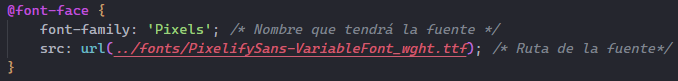 @font-face {
font-family: 'Pixels'; /* Nombre que tendrá la fuente */
src: url(../fonts/PixelifySans-VariableFont_wght.ttf); /* Ruta de la fuente*/
}